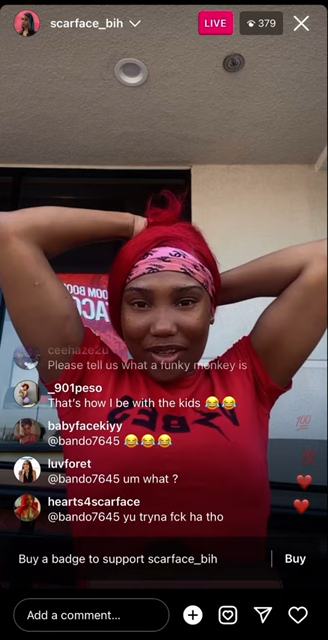 scarface_bih
LIVE
379
ceehaze2u
Please tell us what a funky monkey is
_901peso
That's how I be with the kids 😂😂
babyfacekiyy
@bando7645 😂😂😂
luvforet
@bando7645 um what ?
hearts4scarface
@bando7645 yu tryna fck ha tho
💯
Buy a badge to support scarface_bih
Buy
Add a comment...